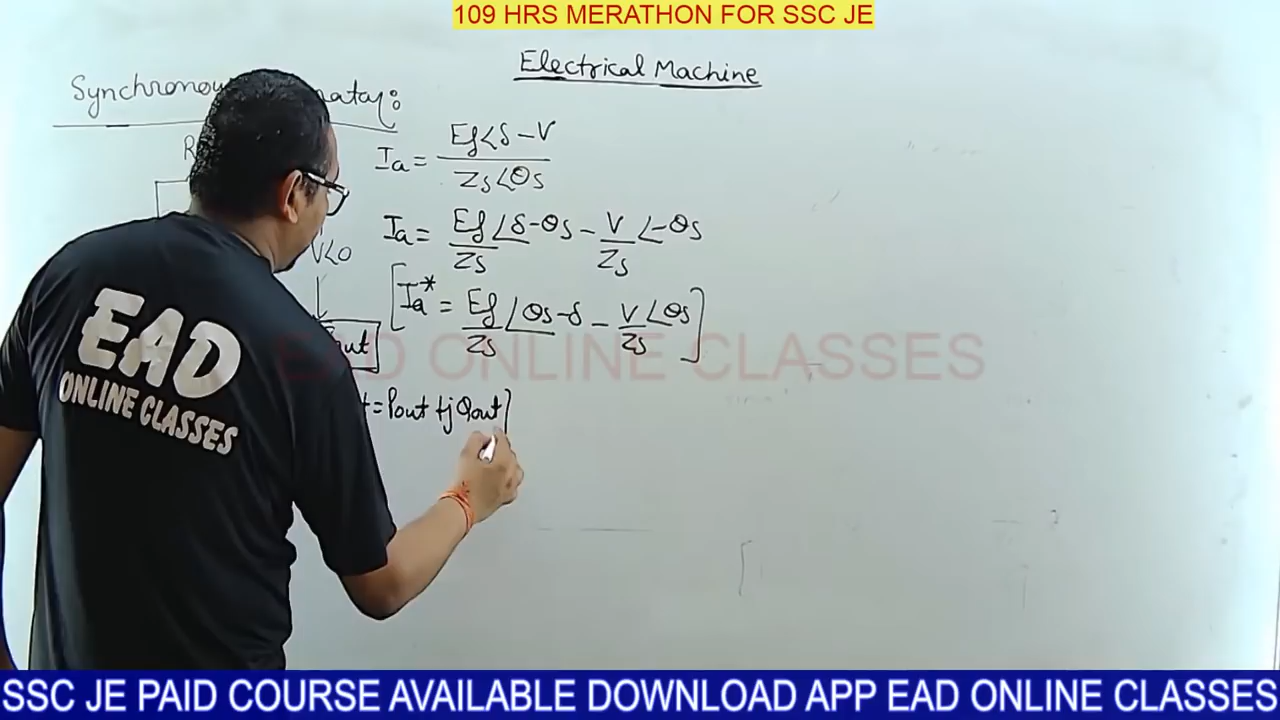 109 HRS MERATHON FOR SSC JE
Electrical Machine
Ia = Ef∠δ - V
Zs∠θs
Ia = Ef/Zs ∠δ-θs - V/Zs ∠-θs
V∠0
[Ia* = Ef/Zs ∠θs-δ - V/Zs ∠θs]
EAD ONLINE CLASSES
= Pout + jQout]
EAD
ONLINE CLASSES
SSC JE PAID COURSE AVAILABLE DOWNLOAD APP EAD ONLINE CLASSES